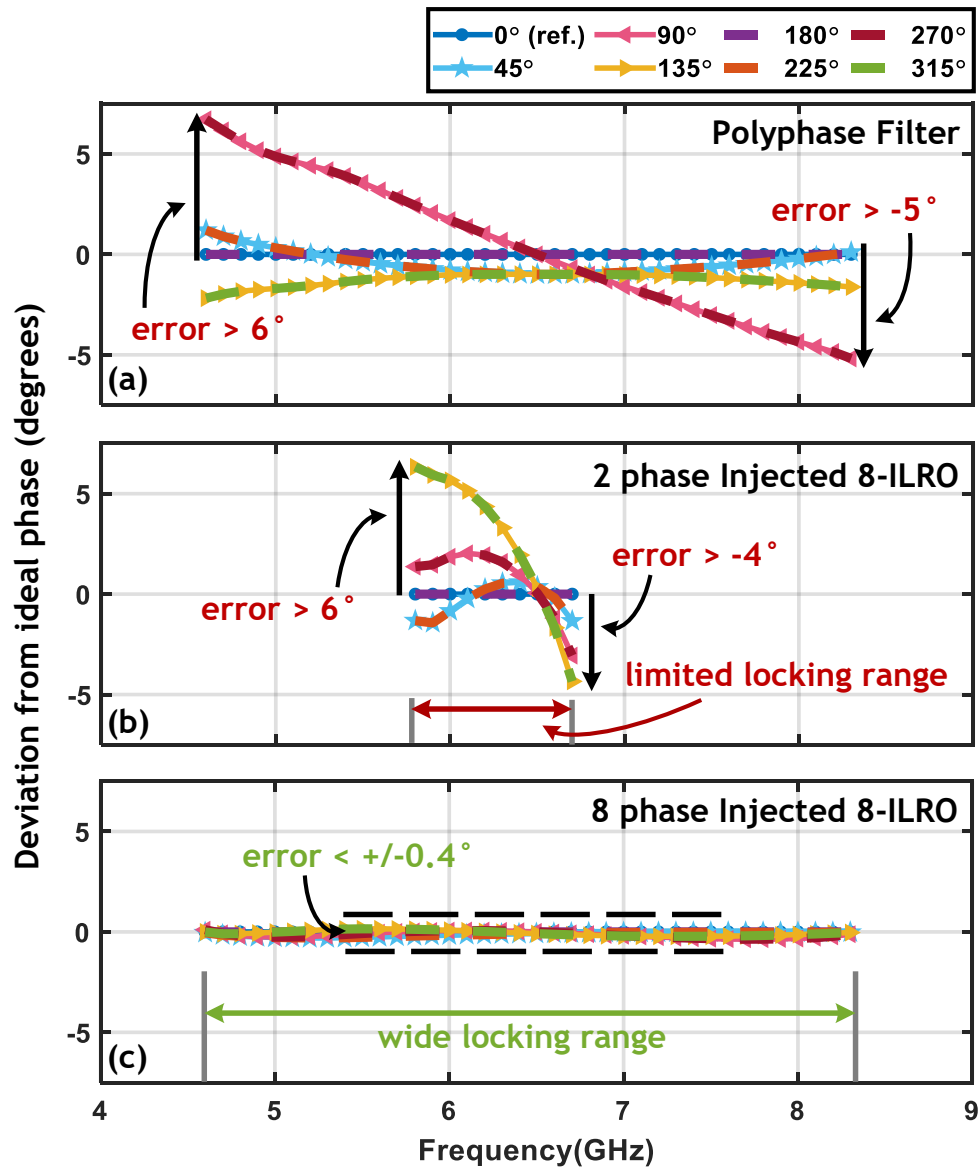 0° (ref.) 90° 180° 270°
45° 135° 225° 315°
Deviation from ideal phase (degrees)
Polyphase Filter
5
0
-5
error > 6°
error > -5°
(a)
2 phase Injected 8-ILRO
5
0
-5
error > 6°
error > -4°
limited locking range
(b)
8 phase Injected 8-ILRO
5
0
-5
error < +/-0.4°
wide locking range
(c)
4 5 6 7 8 9
Frequency(GHz)